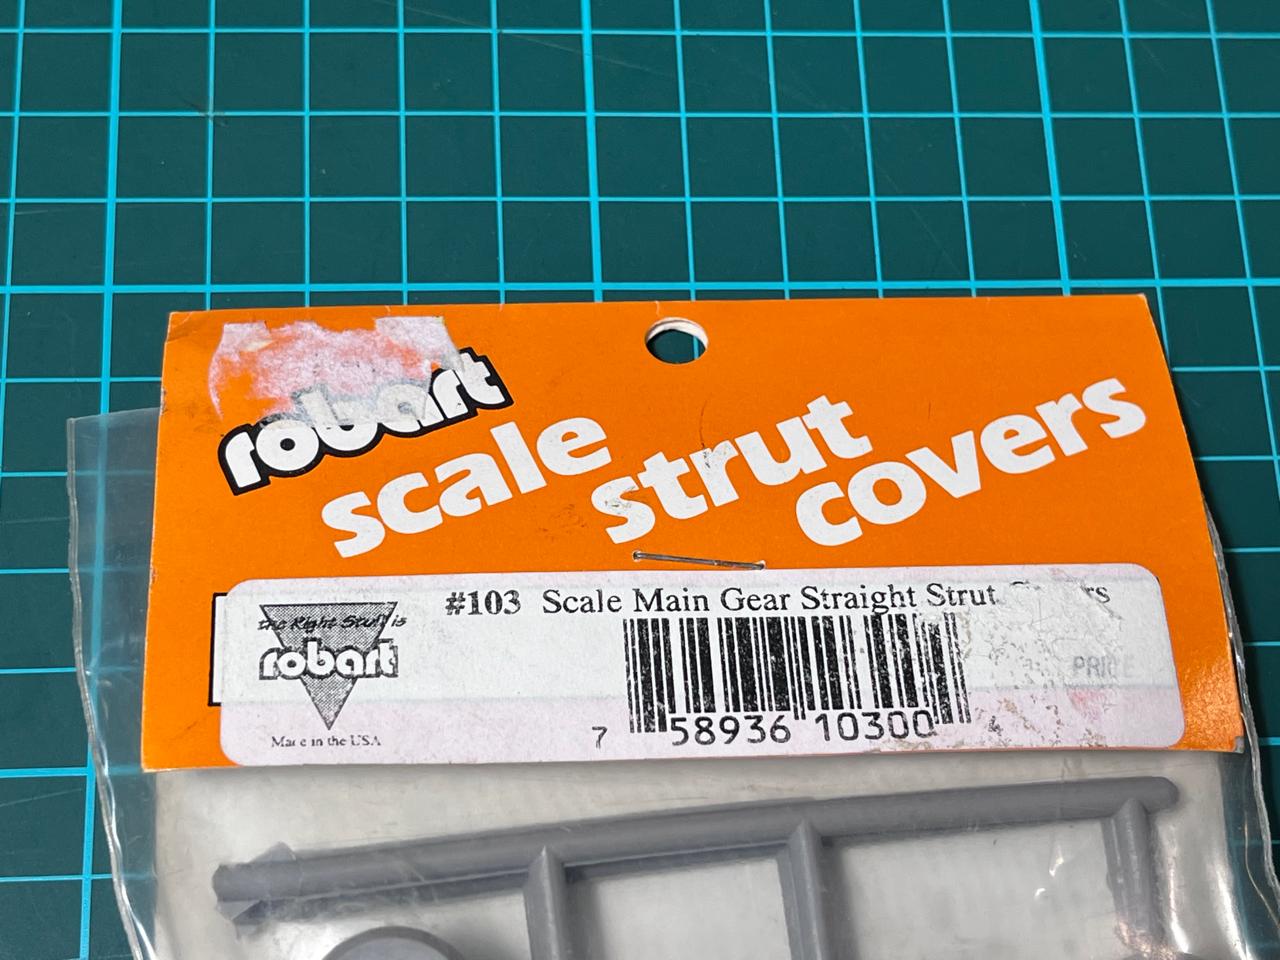 robart
scale
strut
covers
#103 Scale Main Gear Straight Strut
the Right Stuff is
robart
PRICE
7 58936 10300 4
Made in the USA